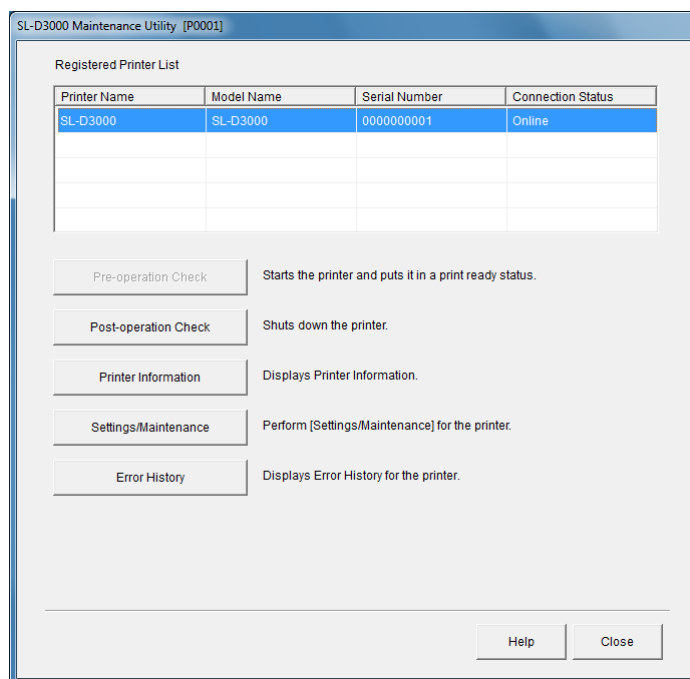 SL-D3000 Maintenance Utility [P0001]
Registered Printer List
Printer Name Model Name Serial Number Connection Status
SL-D3000 SL-D3000 0000000001 Online
Pre-operation Check Starts the printer and puts it in a print ready status.
Post-operation Check Shuts down the printer.
Printer Information Displays Printer Information.
Settings/Maintenance Perform [Settings/Maintenance] for the printer.
Error History Displays Error History for the printer.
Help Close